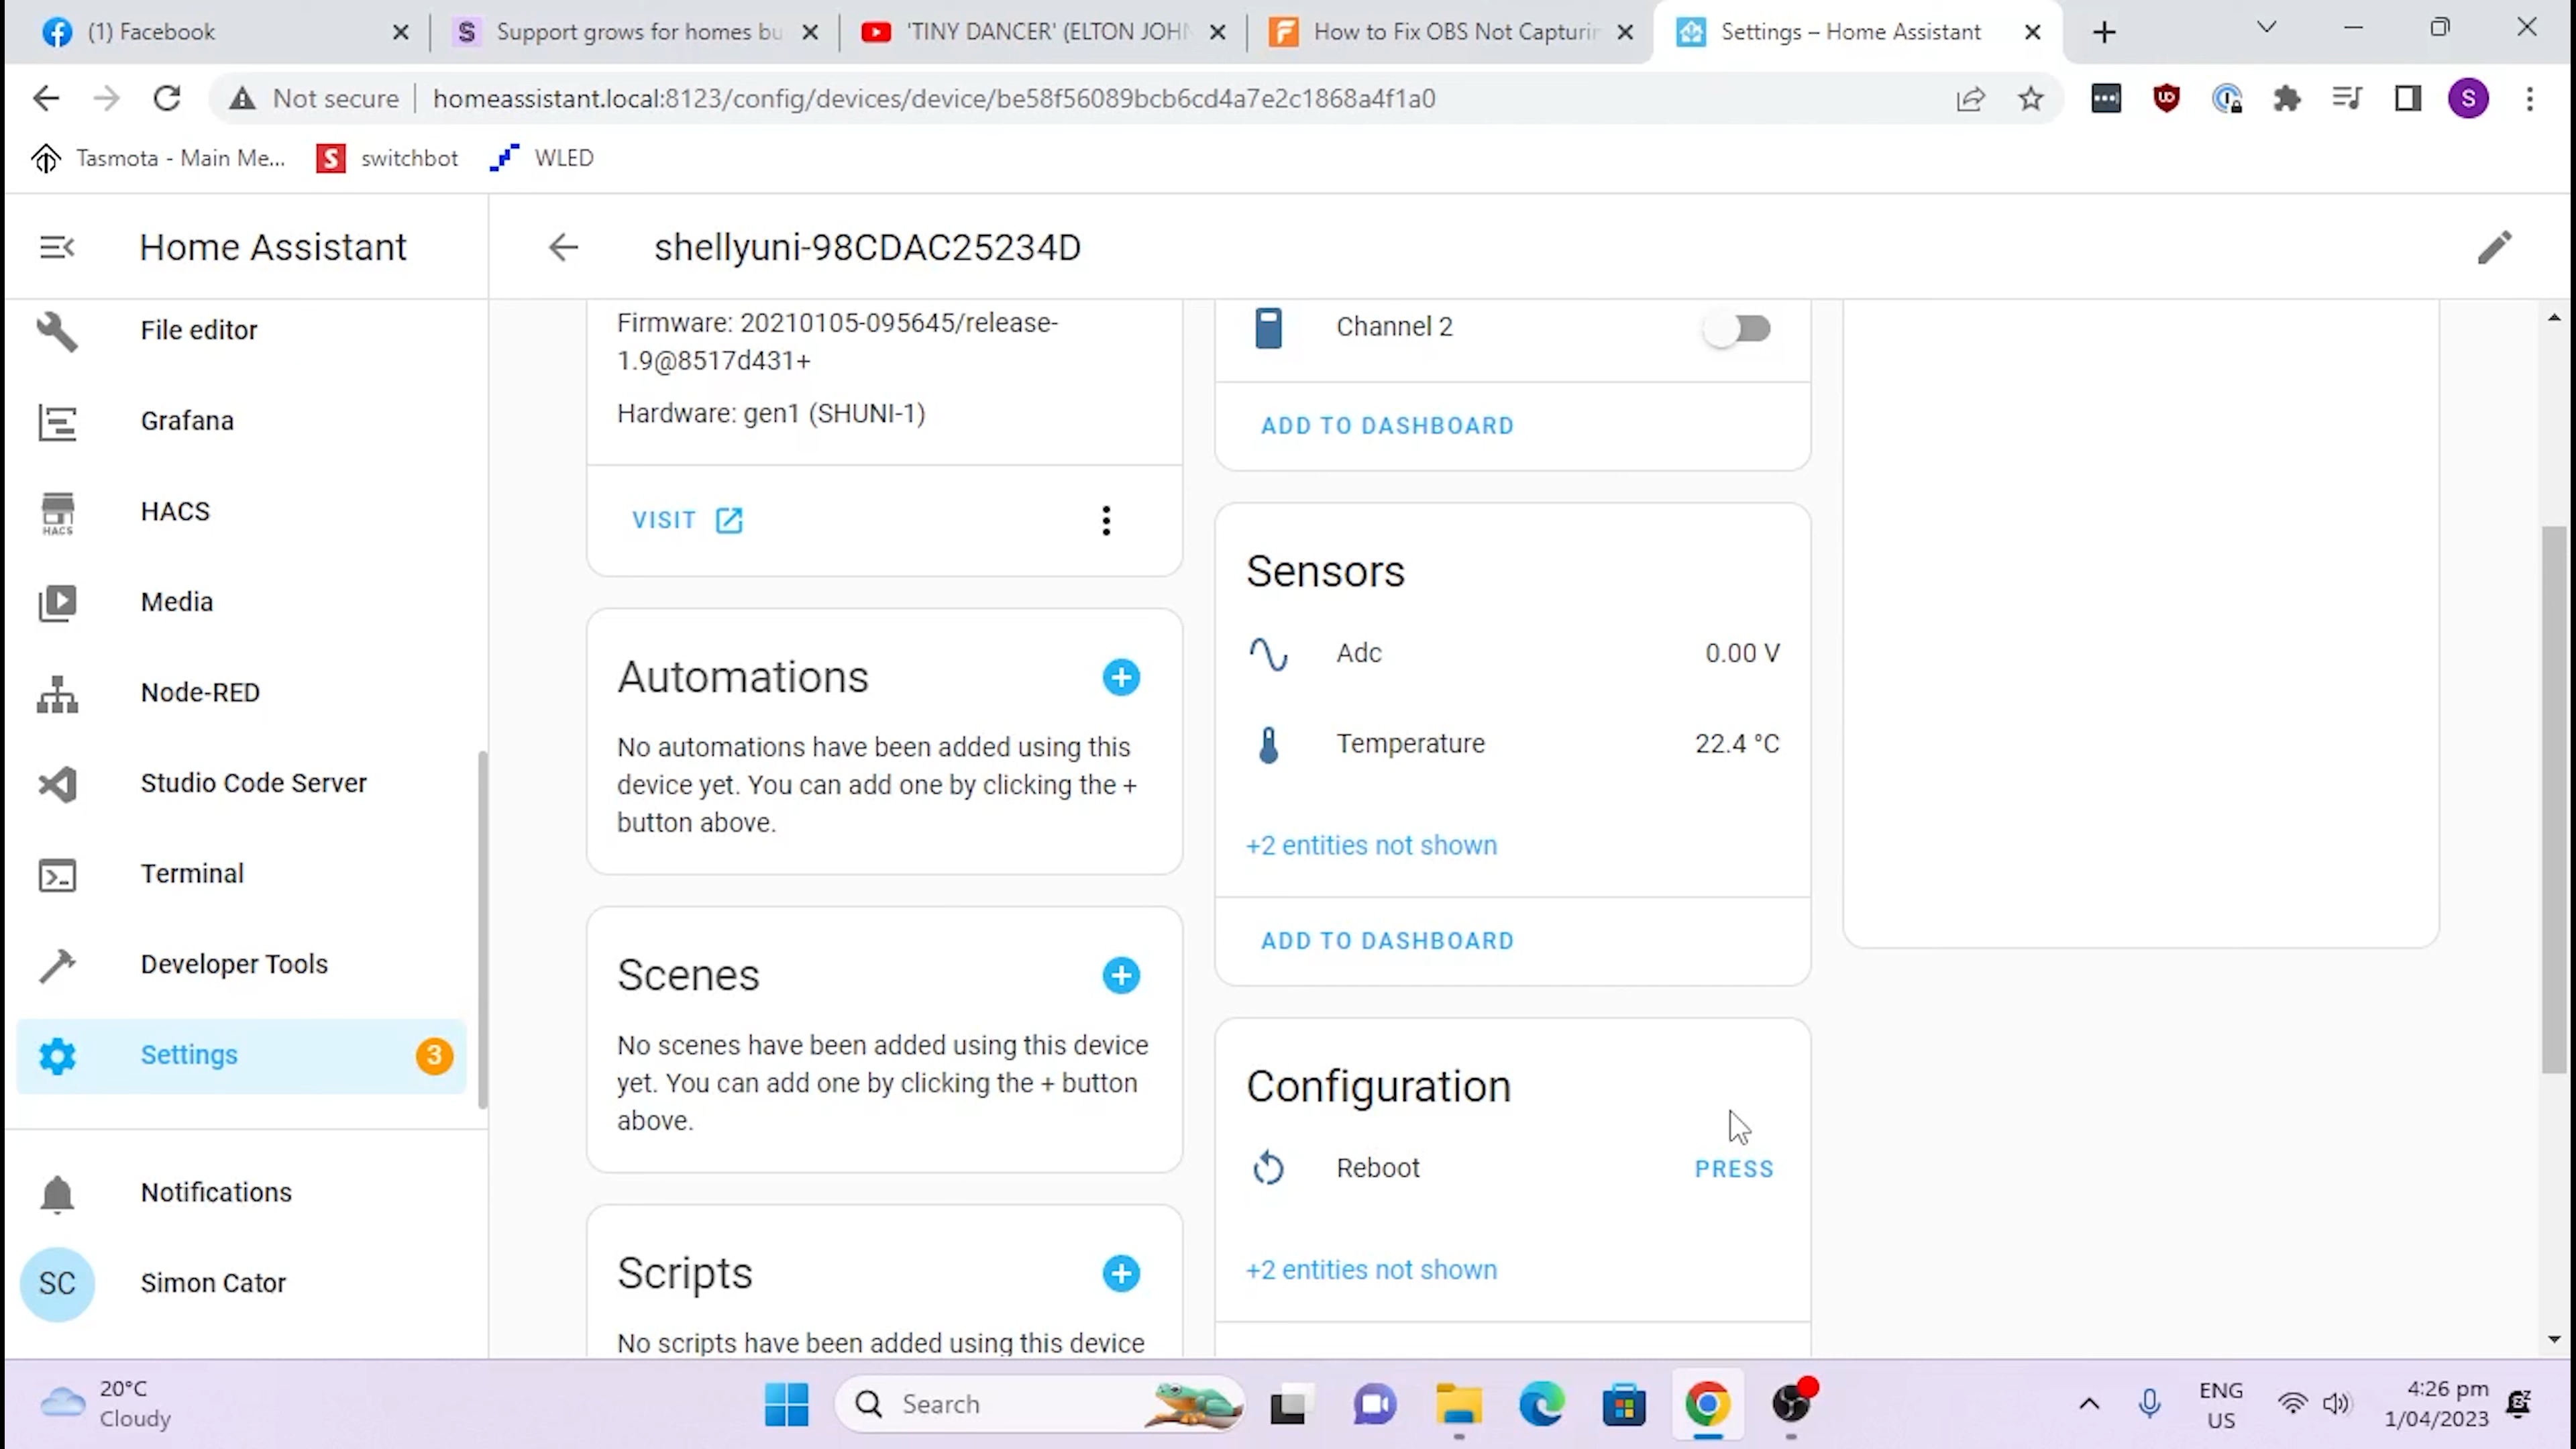 (1) Facebook
Support grows for homes bu
'TINY DANCER' (ELTON JOHN
How to Fix OBS Not Capturin
Settings – Home Assistant
Not secure
homeassistant.local:8123/config/devices/device/be58f56089bcb6cd4a7e2c1868a4f1a0
S
Tasmota - Main Me...
switchbot
WLED
Home Assistant
shellyuni-98CDAC25234D
File editor
Grafana
HACS
HACS
Media
Node-RED
Studio Code Server
Terminal
Developer Tools
Settings
3
Notifications
SC
Simon Cator
Firmware: 20210105-095645/release-
1.9@8517d431+
Hardware: gen1 (SHUNI-1)
VISIT
Automations
No automations have been added using this
device yet. You can add one by clicking the +
button above.
Scenes
No scenes have been added using this device
yet. You can add one by clicking the + button
above.
Scripts
No scripts have been added using this device
Channel 2
ADD TO DASHBOARD
Sensors
Adc
0.00 V
Temperature
22.4 °C
+2 entities not shown
ADD TO DASHBOARD
Configuration
Reboot
PRESS
+2 entities not shown
20°C
Cloudy
Search
ENG
US
4:26 pm
1/04/2023